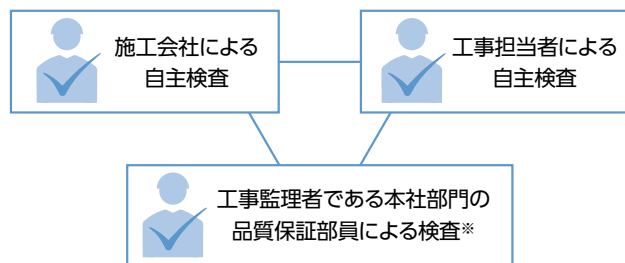 施工会社による
自主検査
工事担当者による
自主検査
工事監理者である本社部門の
品質保証部員による検査※